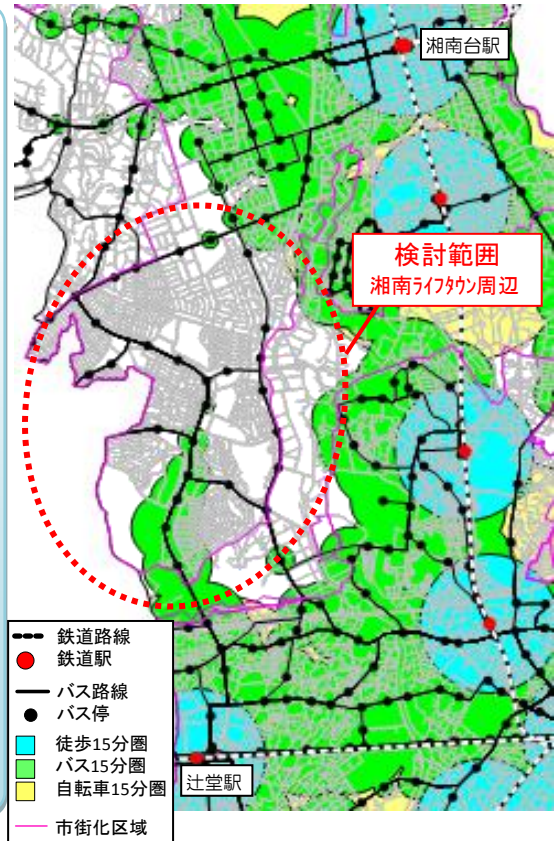 湘南台駅
検討範囲
湘南ﾗｲﾌﾀｳﾝ周辺
鉄道路線
鉄道駅
バス路線
バス停
徒歩15分圏
バス15分圏
自転車15分圏
市街化区域
辻堂駅